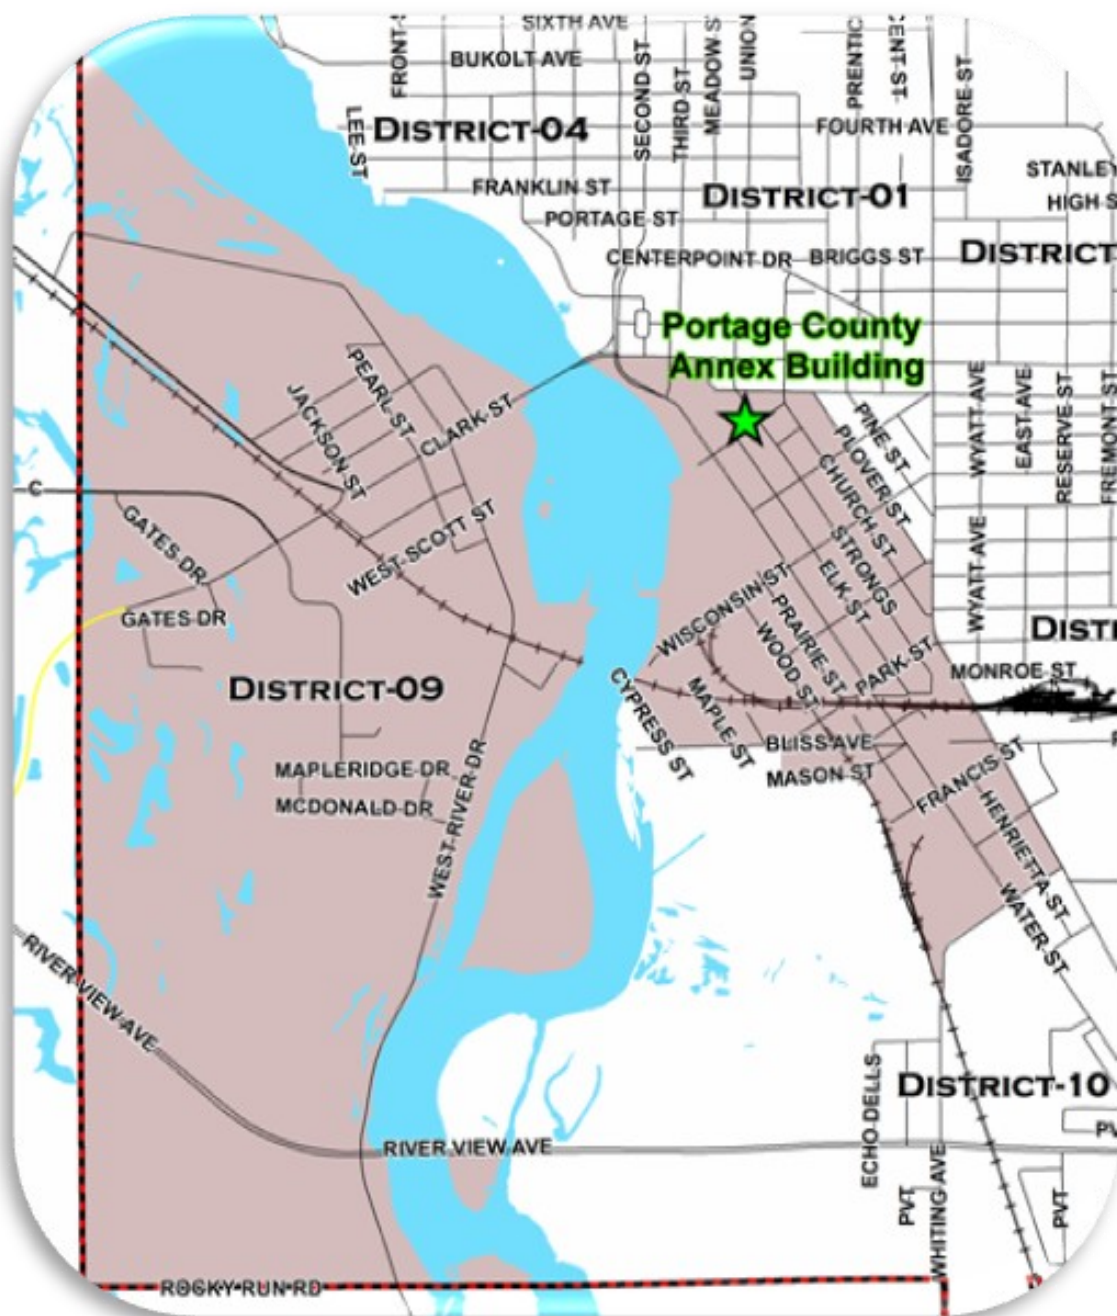 SIXTH AVE
BUKOLT AVE
SECOND ST
THIRD ST
UNION
PRENTIC
ISADORE ST
LEE ST
DISTRICT-04
FOURTH AVE
STANLEY
FRANKLIN ST
DISTRICT-01
HIGH S
PORTAGE ST
CENTERPOINT DR
BRIGGS ST
DISTRICT
Portage County
Annex Building
PEARL ST
JACKSON ST
CLARK ST
PINE ST
PLOVER ST
CHURCH ST
STRONGS
ELK ST
WYATT AVE
EAST AVE
RESERVE ST
FREMONT ST
C
GATES DR
WEST SCOTT ST
WYATT AVE
GATES DR
WISCONSIN ST
PRAIRIE ST
WOOD ST
PARK ST
DISTR
MONROE ST
DISTRICT-09
CYPRESS ST
MAPLE ST
BLISS AVE
MASON ST
FRANCIS ST
HENRIETTA ST
WATER ST
MAPLERIDGE DR
MCDONALD DR
WEST RIVER DR
RIVER VIEW AVE
ECHO DELLS
DISTRICT-10
RIVER VIEW AVE
PV
PVT
WHITING AVE
PVT
ROCKY RUN RD